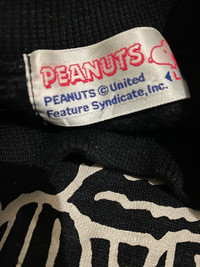 PEANUTS
PEANUTS © United
Feature Syndicate, Inc.